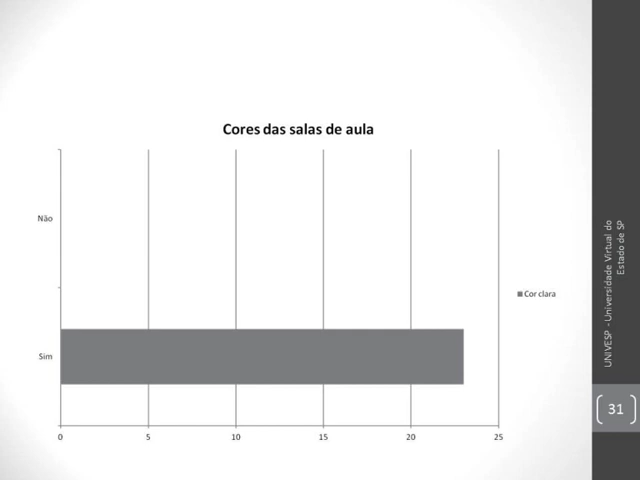 Cores das salas de aula
Não
Sim
0 5 10 15 20 25
Cor clara
UNIVESP - Universidade Virtual do
Estado de SP
31